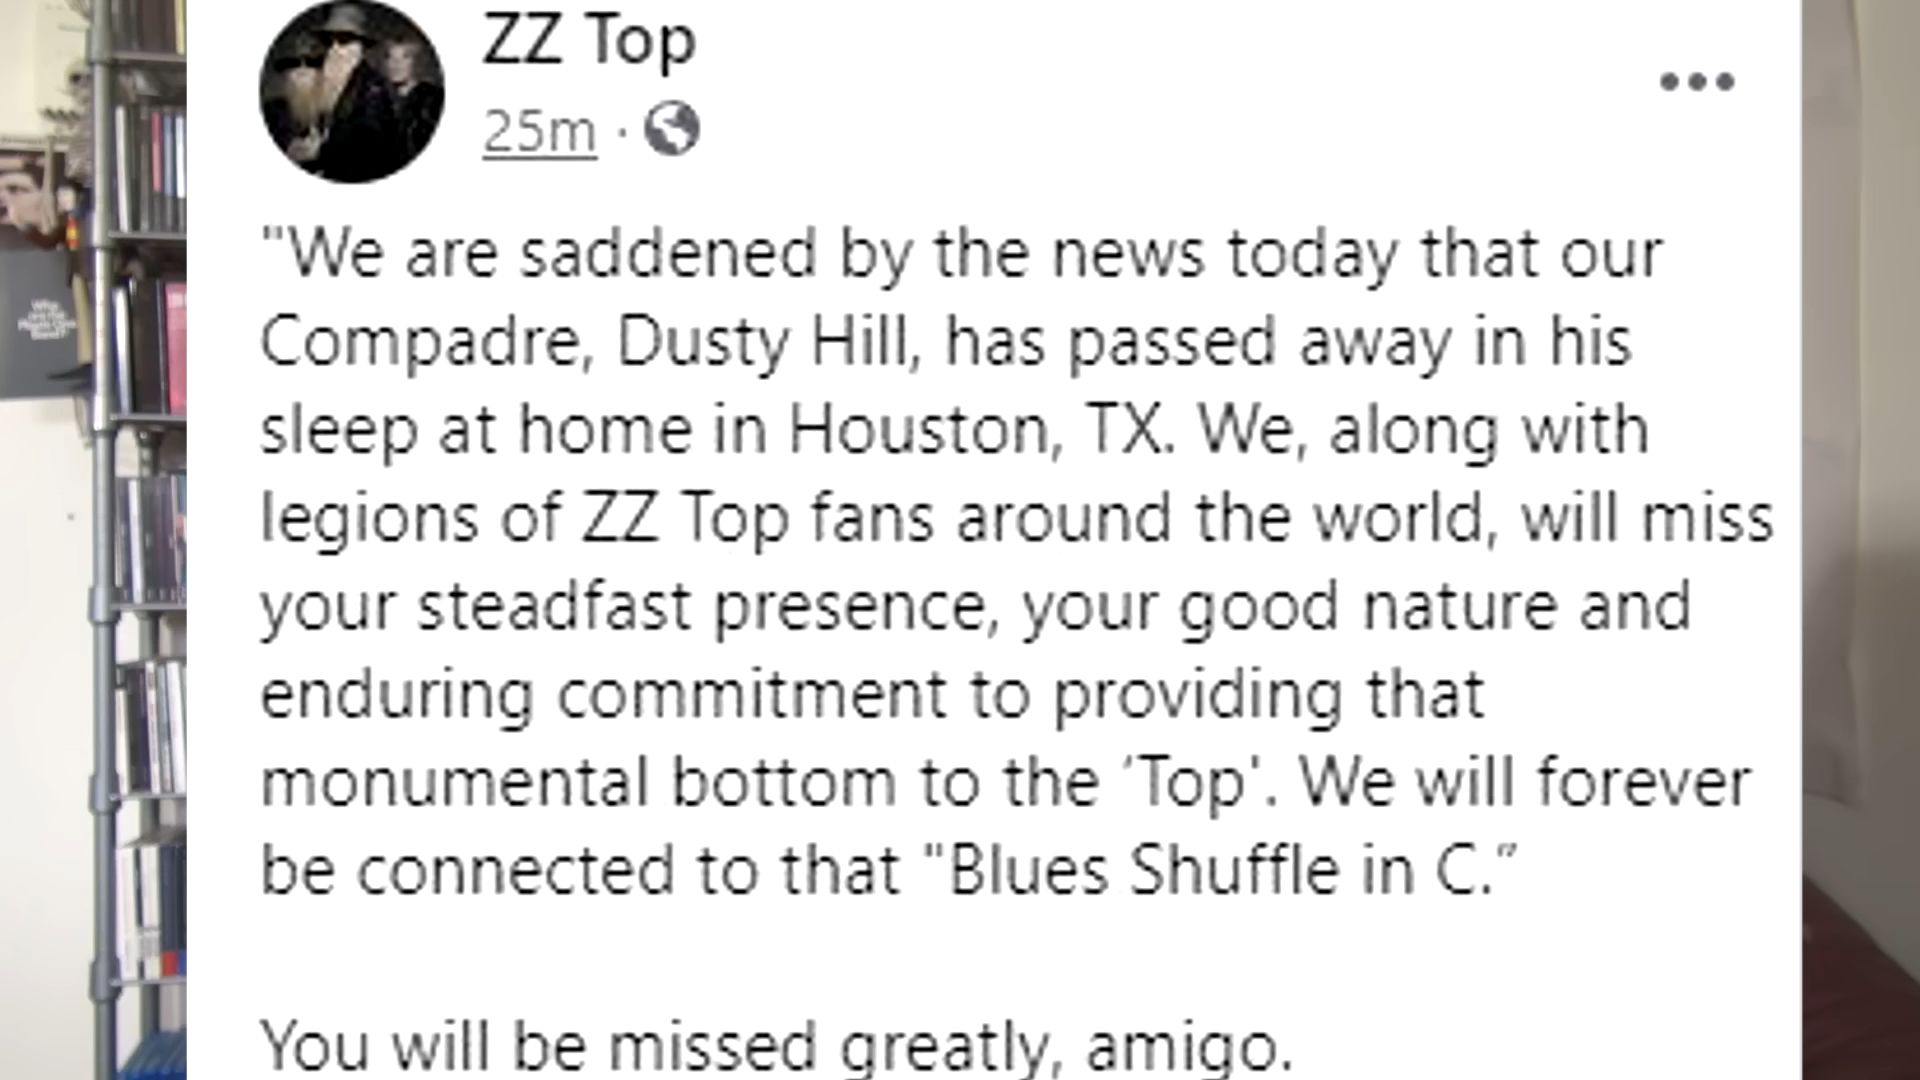 ZZ Top
25m ·
"We are saddened by the news today that our
Compadre, Dusty Hill, has passed away in his
sleep at home in Houston, TX. We, along with
legions of ZZ Top fans around the world, will miss
your steadfast presence, your good nature and
enduring commitment to providing that
monumental bottom to the ‘Top'. We will forever
be connected to that "Blues Shuffle in C.”
You will be missed greatly, amigo.